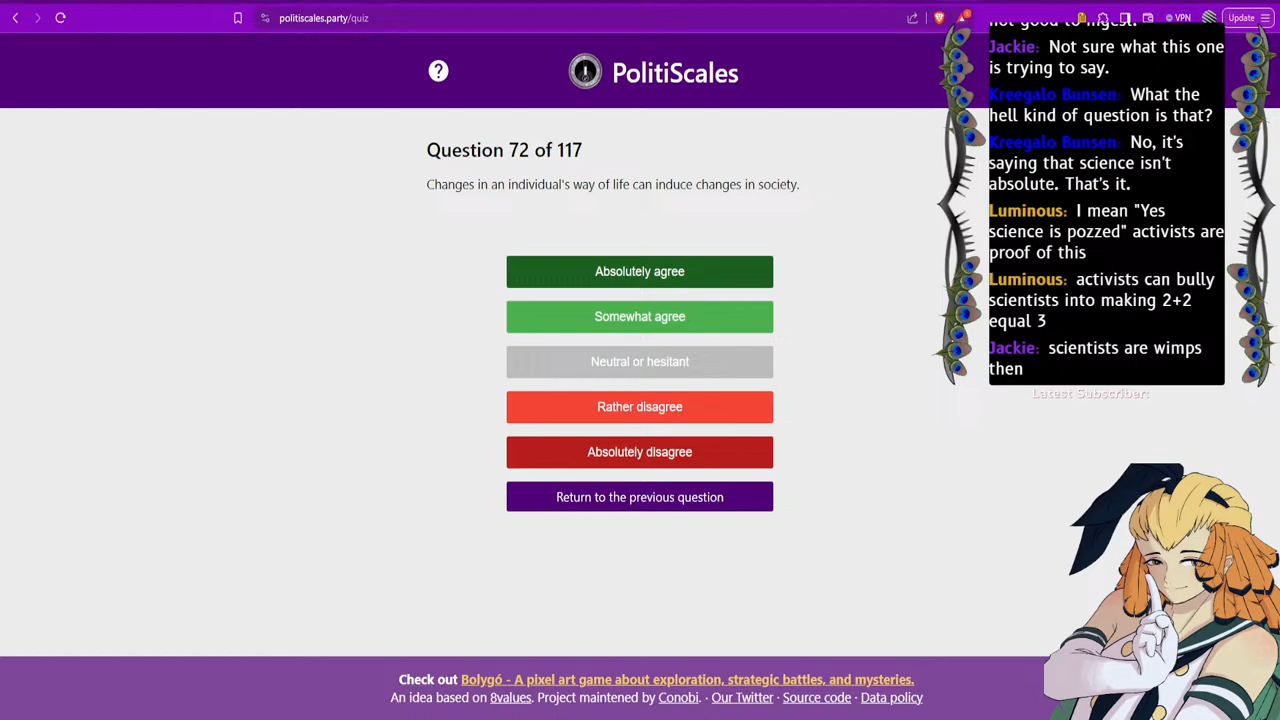 politiscales.party/quiz
1
VPN
Update
PolitiScales
Question 72 of 117
Changes in an individual's way of life can induce changes in society.
Absolutely agree
Somewhat agree
Neutral or hesitant
Rather disagree
Absolutely disagree
Return to the previous question
not good to ingest.
Jackie: Not sure what this one
is trying to say.
Kreegalo Bunsen: What the
hell kind of question is that?
Kreegalo Bunsen: No, it's
saying that science isn't
absolute. That's it.
Luminous: I mean "Yes
science is pozzed" activists are
proof of this
Luminous: activists can bully
scientists into making 2+2
equal 3
Jackie: scientists are wimps
then
Latest Subscriber:
Check out Bolygó - A pixel art game about exploration, strategic battles, and mysteries.
An idea based on 8values. Project maintened by Conobi. · Our Twitter · Source code · Data policy